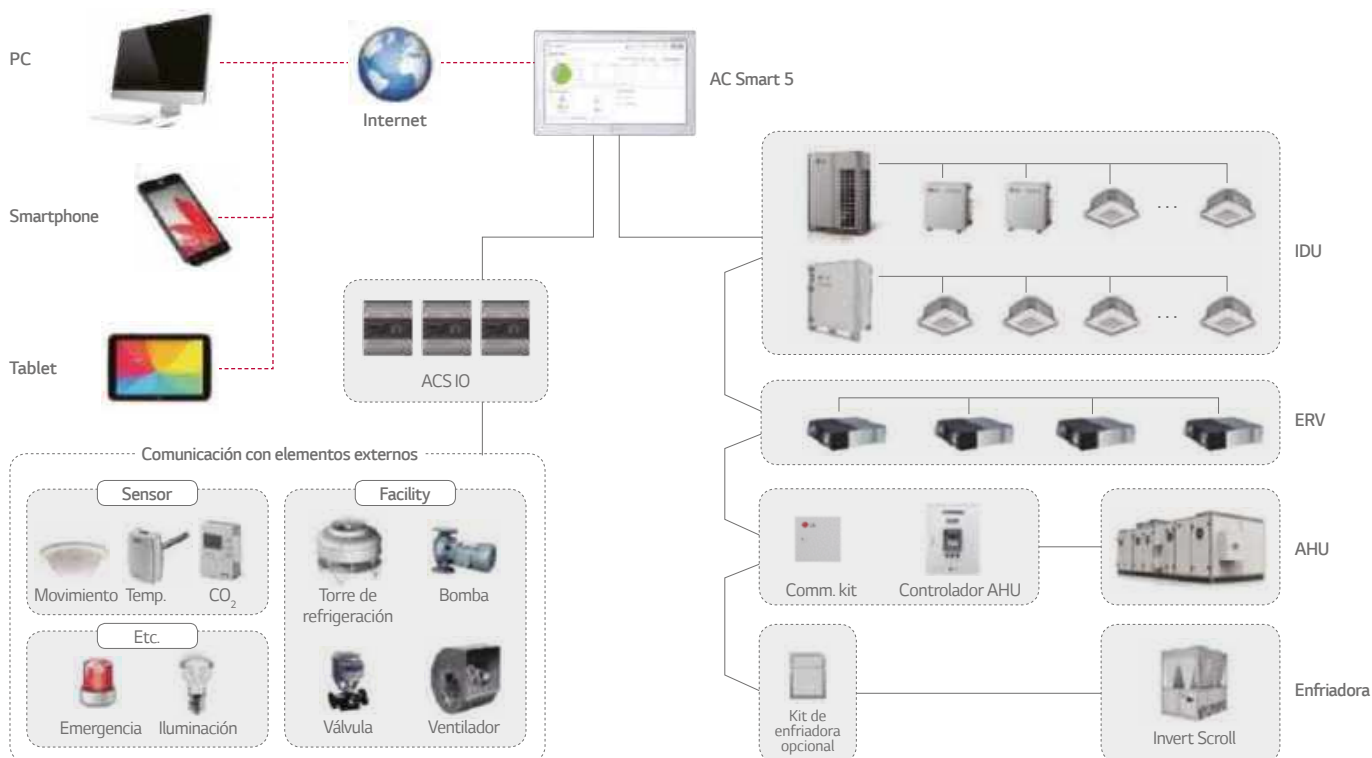 PC
Internet
AC Smart 5
Smartphone
IDU
Tablet
ACS IO
ERV
Comunicación con elementos externos
Sensor
Facility
Movimiento
Temp.
CO₂
Torre de
refrigeración
Bomba
Comm. kit
Controlador AHU
AHU
Etc.
Emergencia
Iluminación
Válvula
Ventilador
Kit de
enfriadora
opcional
Invert Scroll
Enfriadora